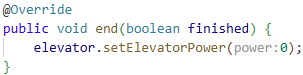 @Override
public void end(boolean finished) {
    elevator.setElevatorPower(power:0);
}